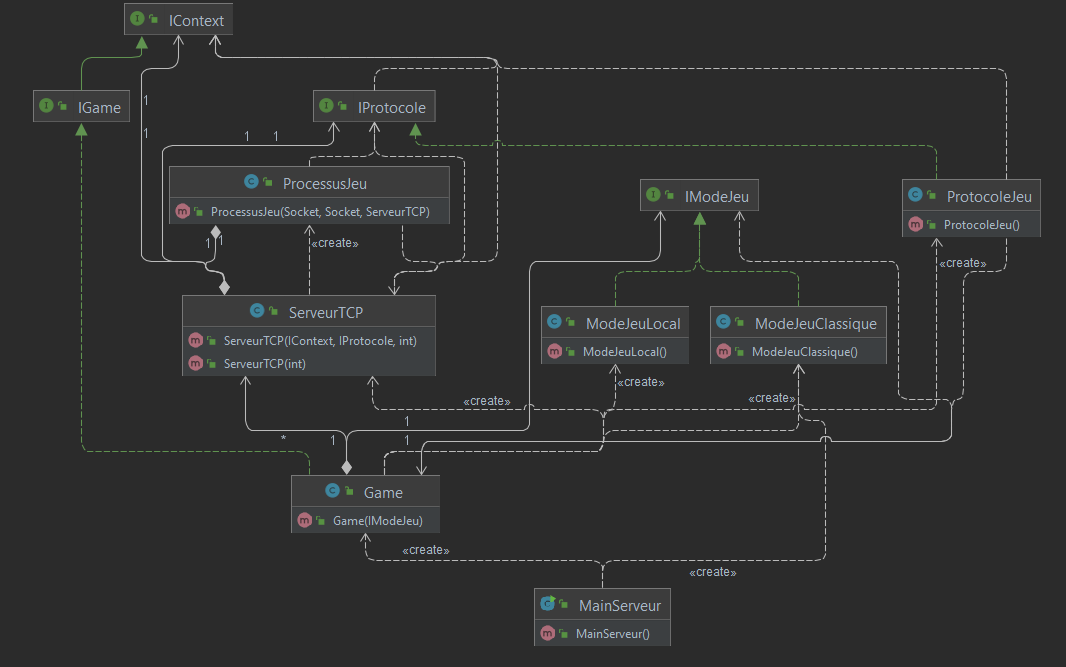 IContext
IGame
1
IProtocole
1
1
1
ProcessusJeu
ProcessusJeu(Socket, Socket, ServeurTCP)
IModeJeu
ProtocoleJeu
ProtocoleJeu()
1
1
«create»
«create»
ServeurTCP
ServeurTCP(IContext, IProtocole, int)
ServeurTCP(int)
ModeJeuLocal
ModeJeuLocal()
ModeJeuClassique
ModeJeuClassique()
«create»
«create»
«create»
1
*
1
1
Game
Game(IModeJeu)
«create»
«create»
MainServeur
MainServeur()